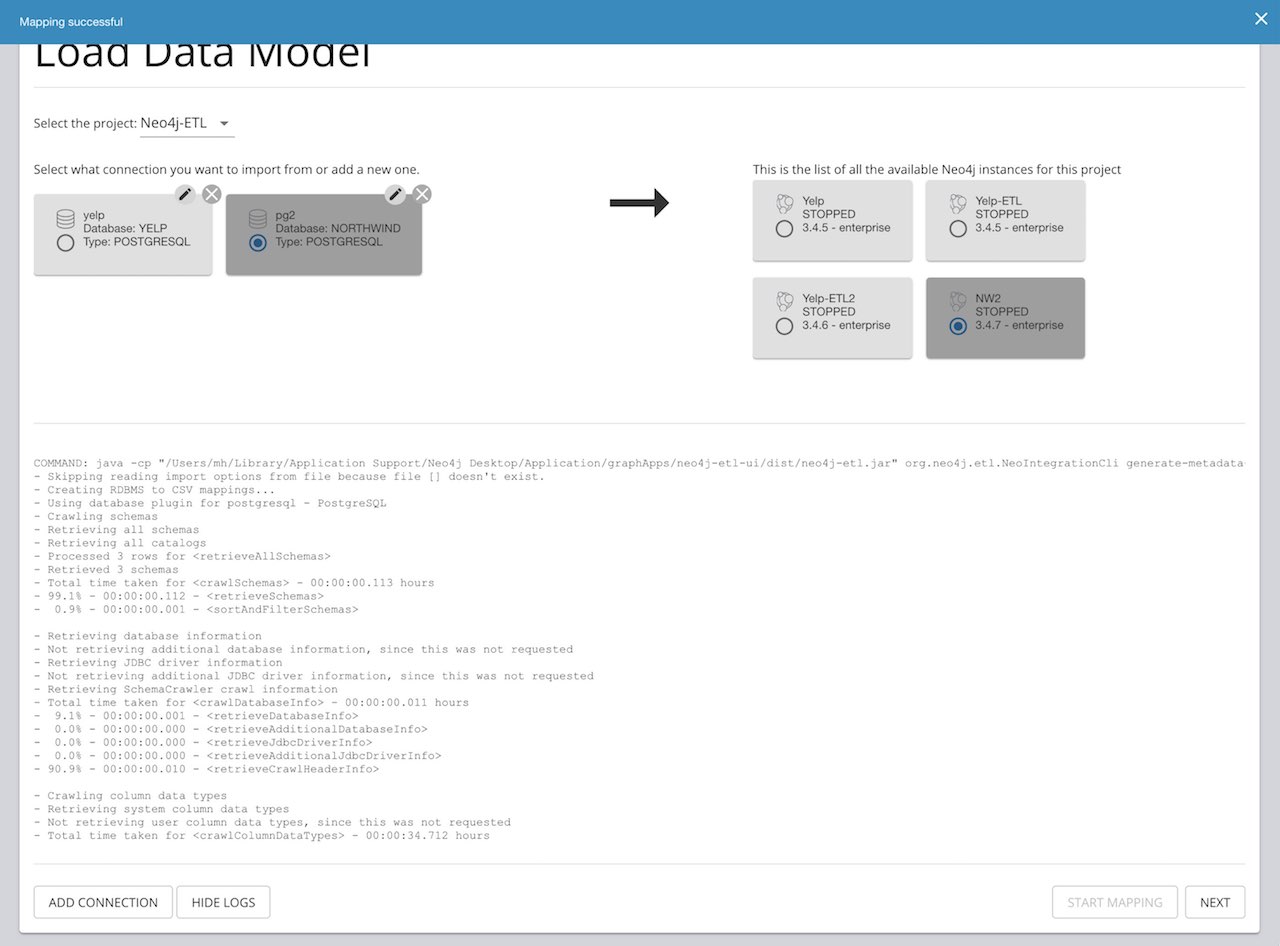 Mapping successful
Load Data Model
Select the project: Neo4j-ETL
Select what connection you want to import from or add a new one.
yelp
Database: YELP
Type: POSTGRESQL
pg2
Database: NORTHWIND
Type: POSTGRESQL
This is the list of all the available Neo4j instances for this project
Yelp
STOPPED
3.4.5 - enterprise
Yelp-ETL
STOPPED
3.4.5 - enterprise
Yelp-ETL2
STOPPED
3.4.6 - enterprise
NW2
STOPPED
3.4.7 - enterprise
COMMAND: java -cp "/Users/mh/Library/Application Support/Neo4j Desktop/Application/graphApps/neo4j-etl-ui/dist/neo4j-etl.jar" org.neo4j.etl.NeoIntegrationCli generate-metadata-
- Skipping reading import options from file because file [] doesn't exist.
- Creating RDBMS to CSV mappings...
- Using database plugin for postgresql - PostgreSQL
- Crawling schemas
- Retrieving all schemas
- Retrieving all catalogs
- Processed 3 rows for <retrieveAllSchemas>
- Retrieved 3 schemas
- Total time taken for <crawlSchemas> - 00:00:00.113 hours
- 99.1% - 00:00:00.112 - <retrieveSchemas>
- 0.9% - 00:00:00.001 - <sortAndFilterSchemas>
- Retrieving database information
- Not retrieving additional database information, since this was not requested
- Retrieving JDBC driver information
- Not retrieving additional JDBC driver information, since this was not requested
- Retrieving SchemaCrawler crawl information
- Total time taken for <crawlDatabaseInfo> - 00:00:00.011 hours
- 9.1% - 00:00:00.001 - <retrieveDatabaseInfo>
- 0.0% - 00:00:00.000 - <retrieveAdditionalDatabaseInfo>
- 0.0% - 00:00:00.000 - <retrieveJdbcDriverInfo>
- 0.0% - 00:00:00.000 - <retrieveAdditionalJdbcDriverInfo>
- 90.9% - 00:00:00.010 - <retrieveCrawlHeaderInfo>
- Crawling column data types
- Retrieving system column data types
- Not retrieving user column data types, since this was not requested
- Total time taken for <crawlColumnDataTypes> - 00:00:34.712 hours
ADD CONNECTION
HIDE LOGS
START MAPPING
NEXT